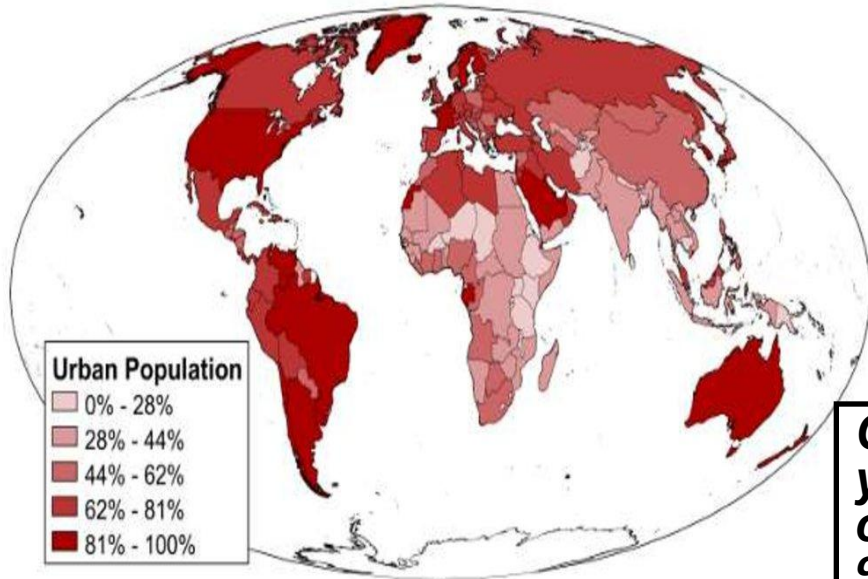 Urban Population
0% - 28%
28% - 44%
44% - 62%
62% - 81%
81% - 100%